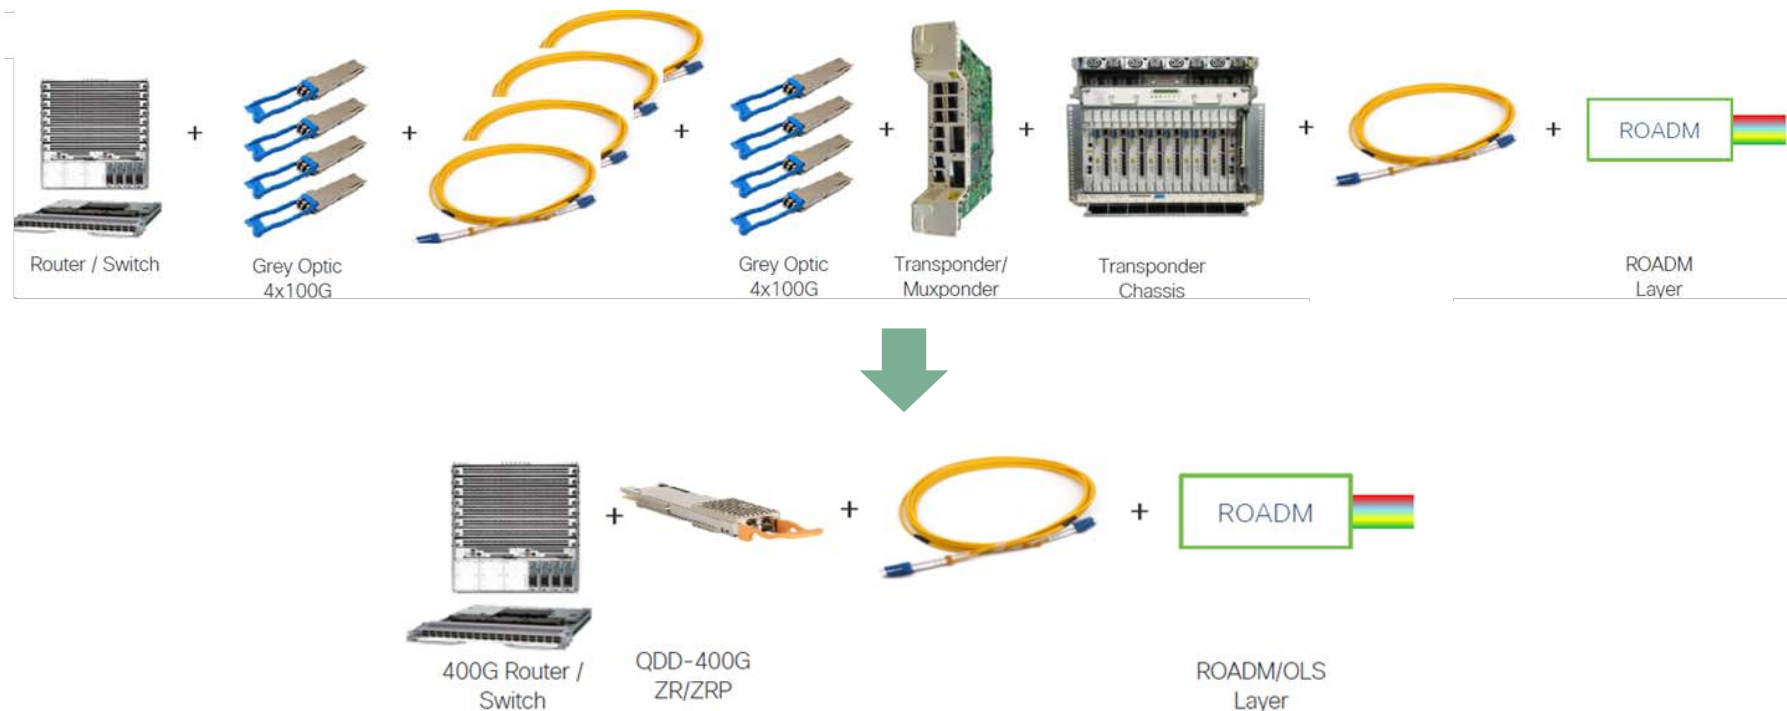 + + + + + + +
ROADM
Router / Switch
Grey Optic
4x100G
Grey Optic
4x100G
Transponder/
Muxponder
Transponder
Chassis
ROADM
Layer
+ + +
ROADM
400G Router /
Switch
QDD-400G
ZR/ZRP
ROADM/OLS
Layer